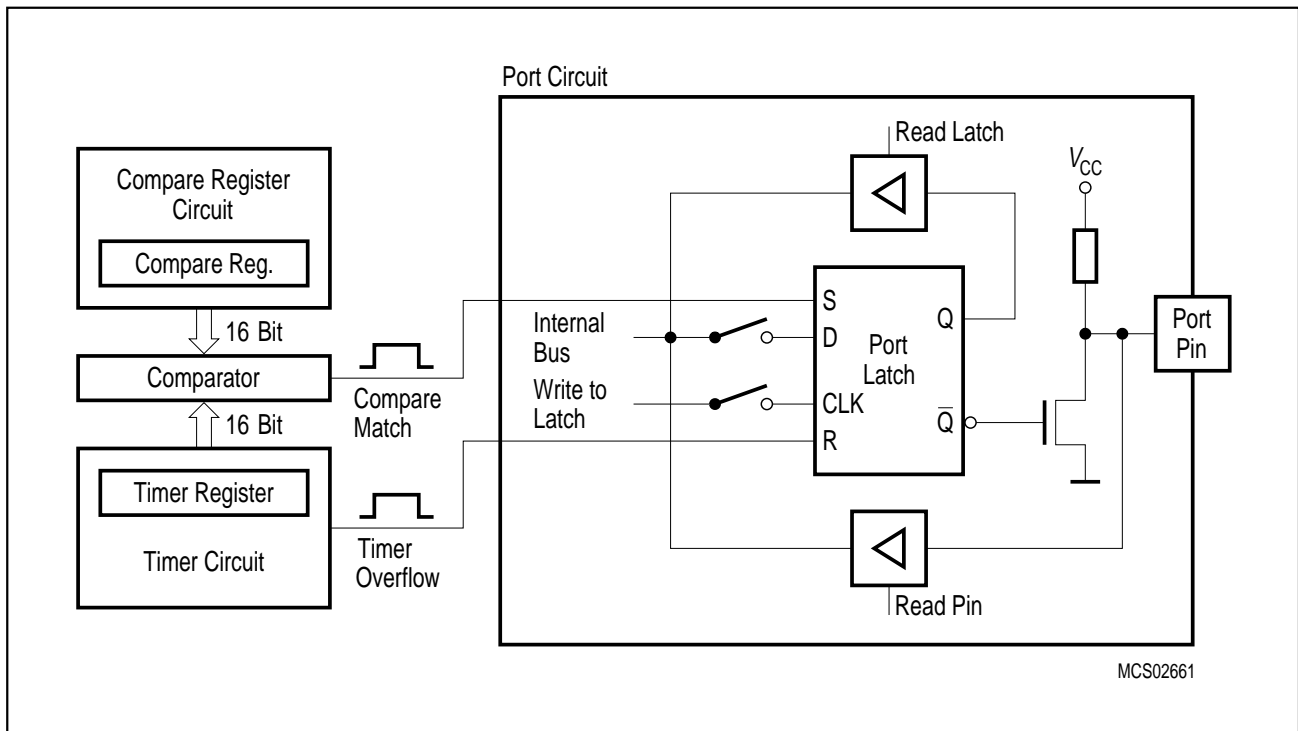 Port Circuit
Read Latch
V_CC
Compare Register
Circuit
Compare Reg.
16 Bit
Comparator
16 Bit
Timer Register
Timer Circuit
Compare
Match
Timer
Overflow
Internal
Bus
Write to
Latch
S
D
CLK
R
Q
Port
Latch
Q̅
Port
Pin
Read Pin
MCS02661